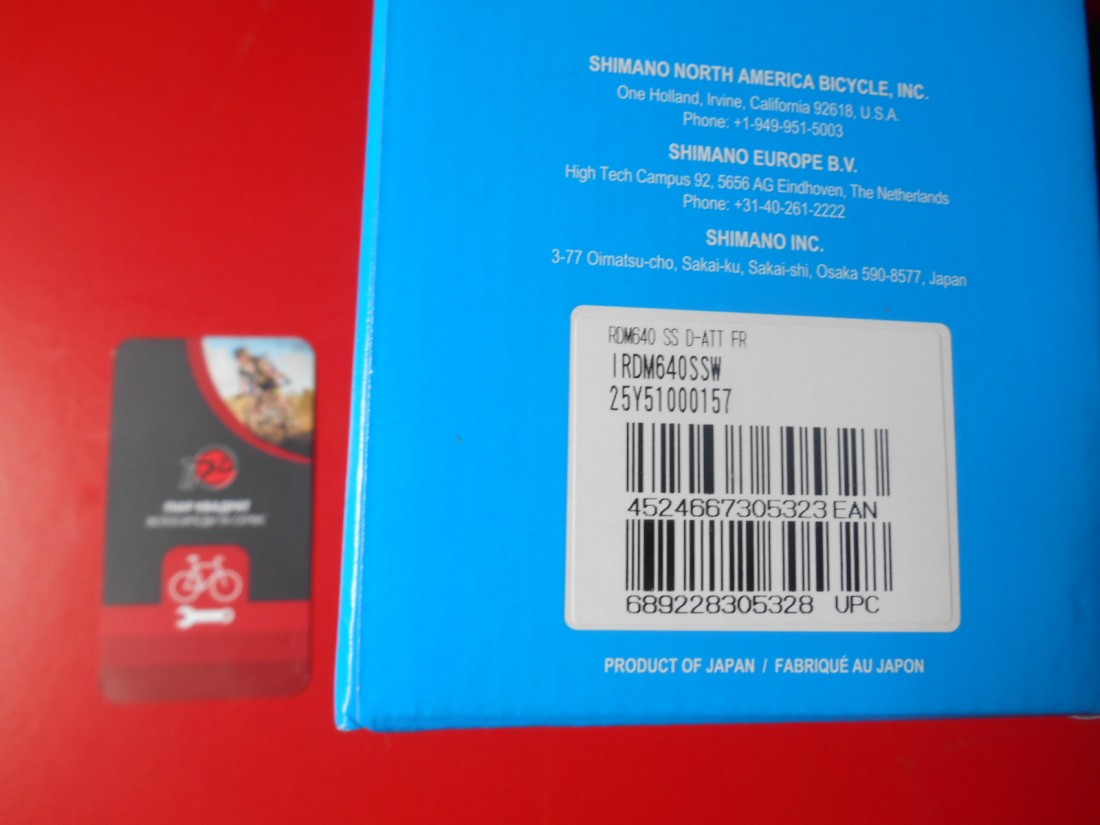 SHIMANO NORTH AMERICA BICYCLE, INC.
One Holland, Irvine, California 92618, U.S.A.
Phone: +1-949-951-5003
SHIMANO EUROPE B.V.
High Tech Campus 92, 5656 AG Eindhoven, The Netherlands
Phone: +31-40-261-2222
SHIMANO INC.
3-77 Oimatsu-cho, Sakai-ku, Sakai-shi, Osaka 590-8577, Japan
RDM640 SS D-ATT FR
IRDM640SSW
25Y51000157
4524667305323 EAN
689228305328 UPC
PRODUCT OF JAPAN / FABRIQUÉ AU JAPON
КВАДРАТ